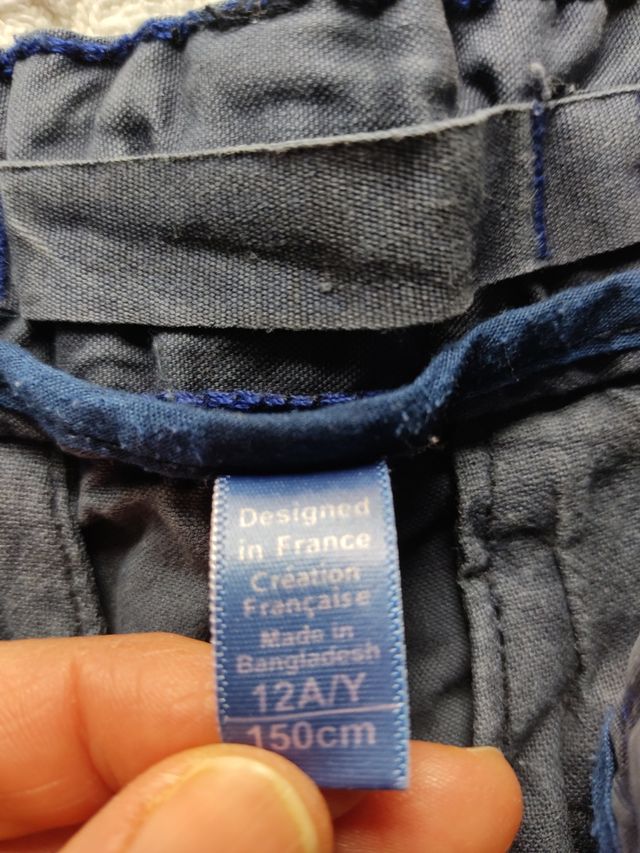 Designed
in France
Création
Française
Made in
Bangladesh
12A/Y
150cm